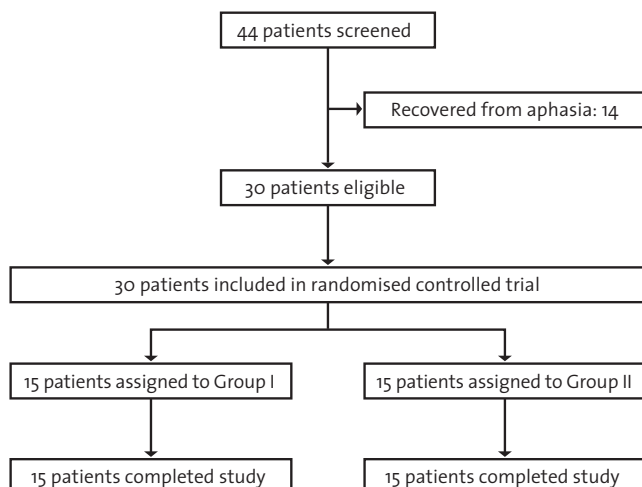 44 patients screened
Recovered from aphasia: 14
30 patients eligible
30 patients included in randomised controlled trial
15 patients assigned to Group I
15 patients assigned to Group II
15 patients completed study
15 patients completed study